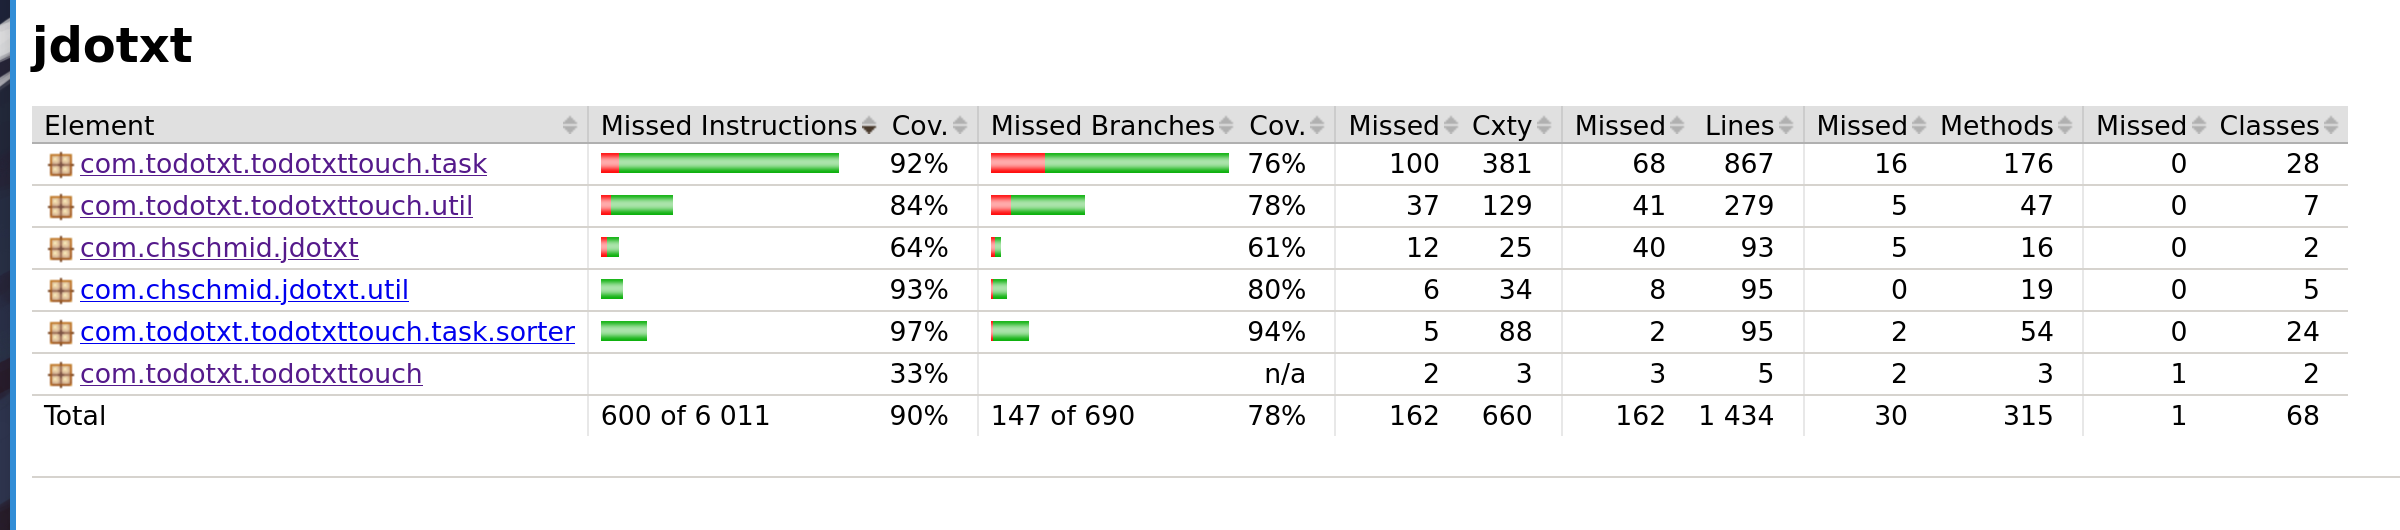 jdotxt
Element Missed Instructions Cov. Missed Branches Cov. Missed Cxty Missed Lines Missed Methods Missed Classes
com.todotxt.todotxttouch.task 92% 76% 100 381 68 867 16 176 0 28
com.todotxt.todotxttouch.util 84% 78% 37 129 41 279 5 47 0 7
com.chschmid.jdotxt 64% 61% 12 25 40 93 5 16 0 2
com.chschmid.jdotxt.util 93% 80% 6 34 8 95 0 19 0 5
com.todotxt.todotxttouch.task.sorter 97% 94% 5 88 2 95 2 54 0 24
com.todotxt.todotxttouch 33% n/a 2 3 3 5 2 3 1 2
Total 600 of 6 011 90% 147 of 690 78% 162 660 162 1 434 30 315 1 68